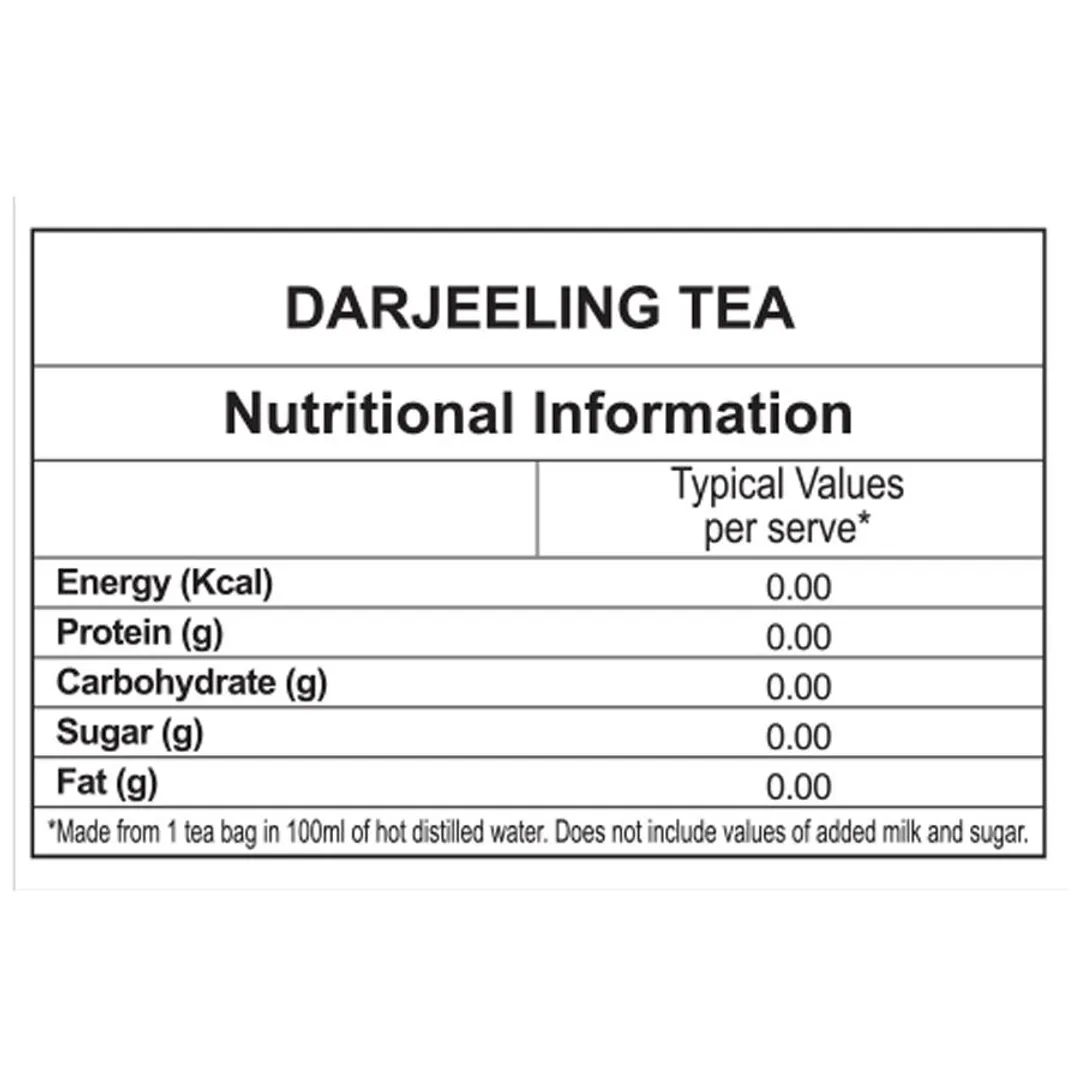 DARJEELING TEA
Nutritional Information
Typical Values
per serve*
Energy (Kcal) 0.00
Protein (g) 0.00
Carbohydrate (g) 0.00
Sugar (g) 0.00
Fat (g) 0.00
*Made from 1 tea bag in 100ml of hot distilled water. Does not include values of added milk and sugar.